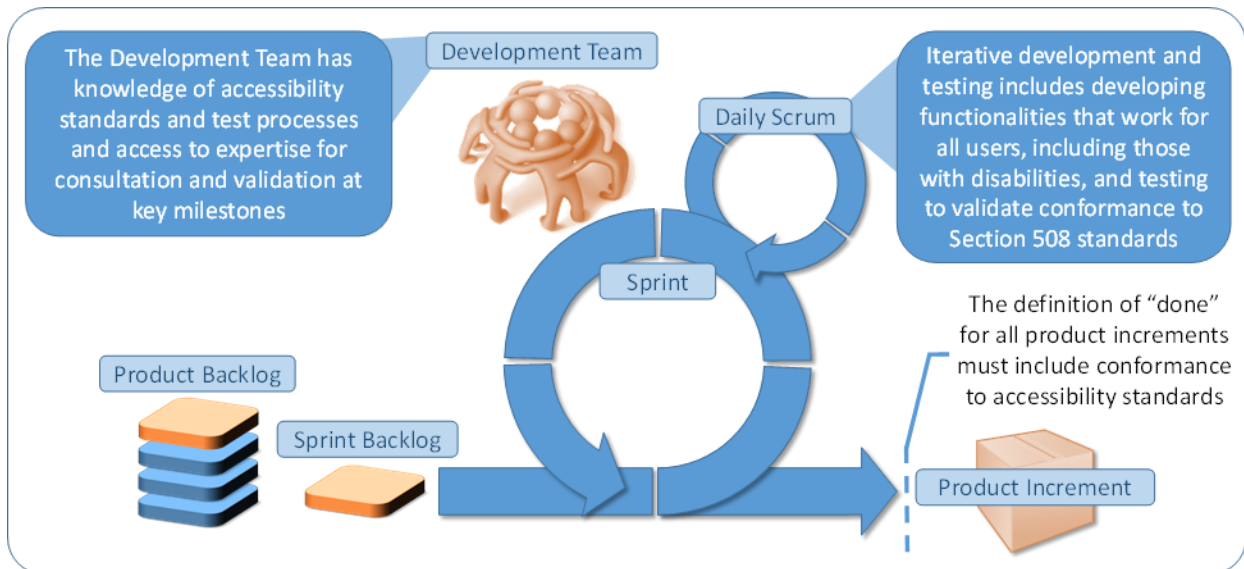 The Development Team has
knowledge of accessibility
standards and test processes
and access to expertise for
consultation and validation at
key milestones
Development Team
Daily Scrum
Iterative development and
testing includes developing
functionalities that work for
all users, including those
with disabilities, and testing
to validate conformance to
Section 508 standards
Sprint
The definition of “done”
for all product increments
must include conformance
to accessibility standards
Product Backlog
Sprint Backlog
Product Increment